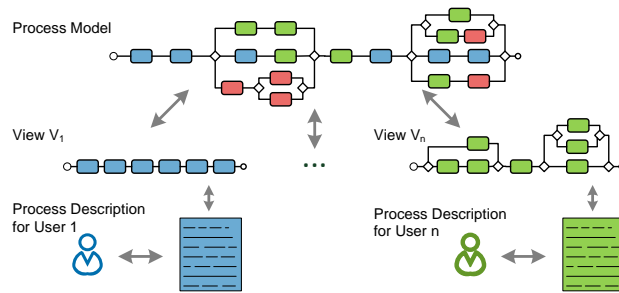 Process Model
View V1
...
View Vn
Process Description
for User 1
Process Description
for User n